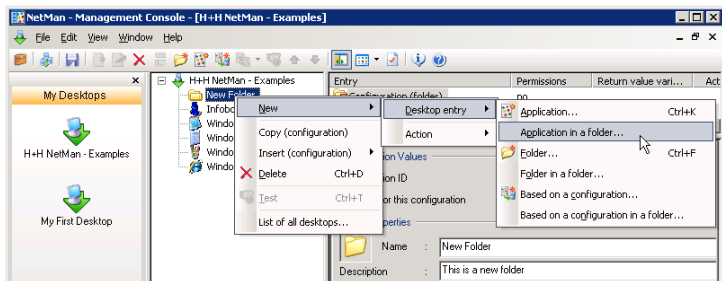 NetMan - Management Console - [H+H NetMan - Examples]
File Edit View Window Help
My Desktops
H+H NetMan - Examples
My First Desktop
H+H NetMan - Examples
New Folder
Infobo
Windo
Windo
Windo
Windo
Entry Permissions Return value vari... Act
Configuration (folder) no
New
Copy (configuration)
Insert (configuration)
Delete Ctrl+D
Test Ctrl+T
List of all desktops...
Desktop entry
Action
Application... Ctrl+K
Application in a folder...
Folder... Ctrl+F
Folder in a folder...
Based on a configuration...
Based on a configuration in a folder...
ion Values
ion ID
or this configuration
perties
Name : New Folder
Description : This is a new folder